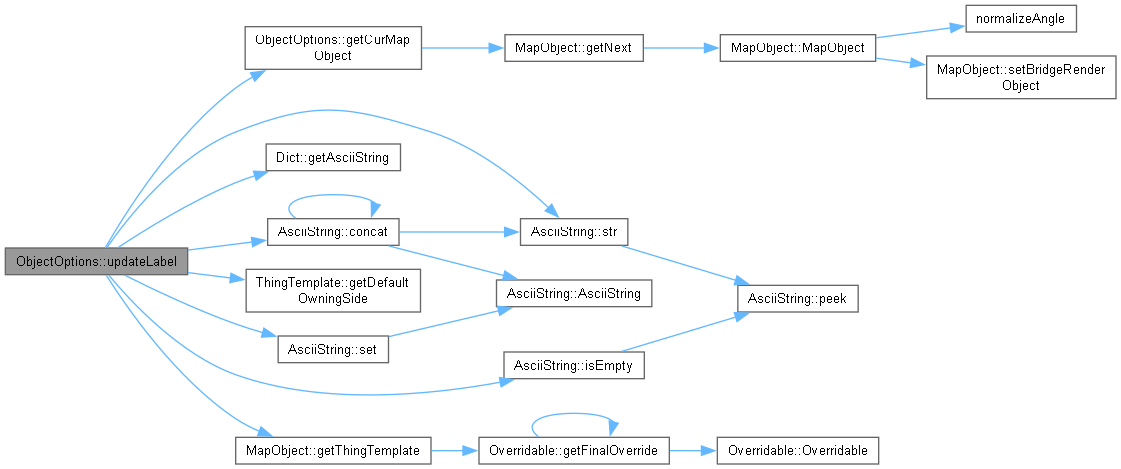 normalizeAngle
ObjectOptions::getCurMap
Object
MapObject::getNext
MapObject::MapObject
MapObject::setBridgeRender
Object
Dict::getAsciiString
AsciiString::concat
AsciiString::str
ObjectOptions::updateLabel
ThingTemplate::getDefault
OwningSide
AsciiString::AsciiString
AsciiString::peek
AsciiString::set
AsciiString::isEmpty
MapObject::getThingTemplate
Overridable::getFinalOverride
Overridable::Overridable